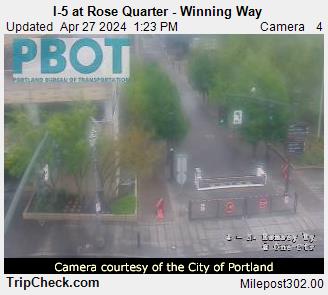 I-5 at Rose Quarter - Winning Way
Updated Apr 27 2024 1:23 PM Camera 4
PBOT
PORTLAND BUREAU OF TRANSPORTATION
Camera courtesy of the City of Portland
TripCheck.com Milepost302.00